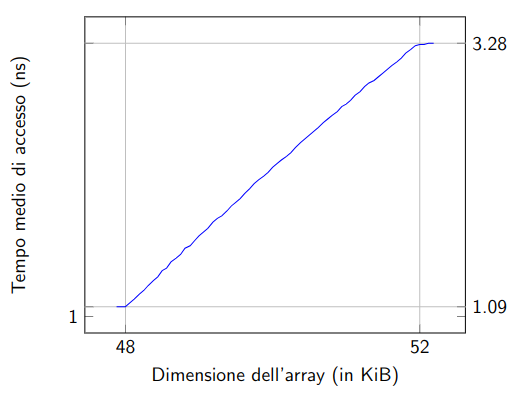 Tempo medio di accesso (ns)
3.28
1.09
1
48
52
Dimensione dell'array (in KiB)